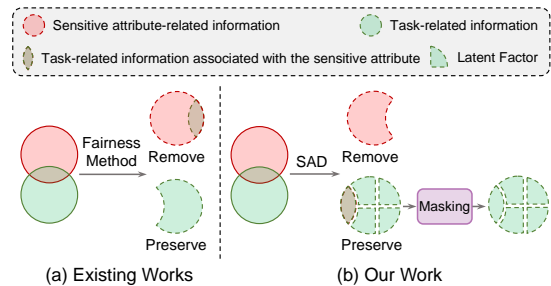 Sensitive attribute-related information
Task-related information
Task-related information associated with the sensitive attribute
Latent Factor
Fairness
Method
Remove
Preserve
SAD
Remove
Preserve
Masking
(a) Existing Works
(b) Our Work